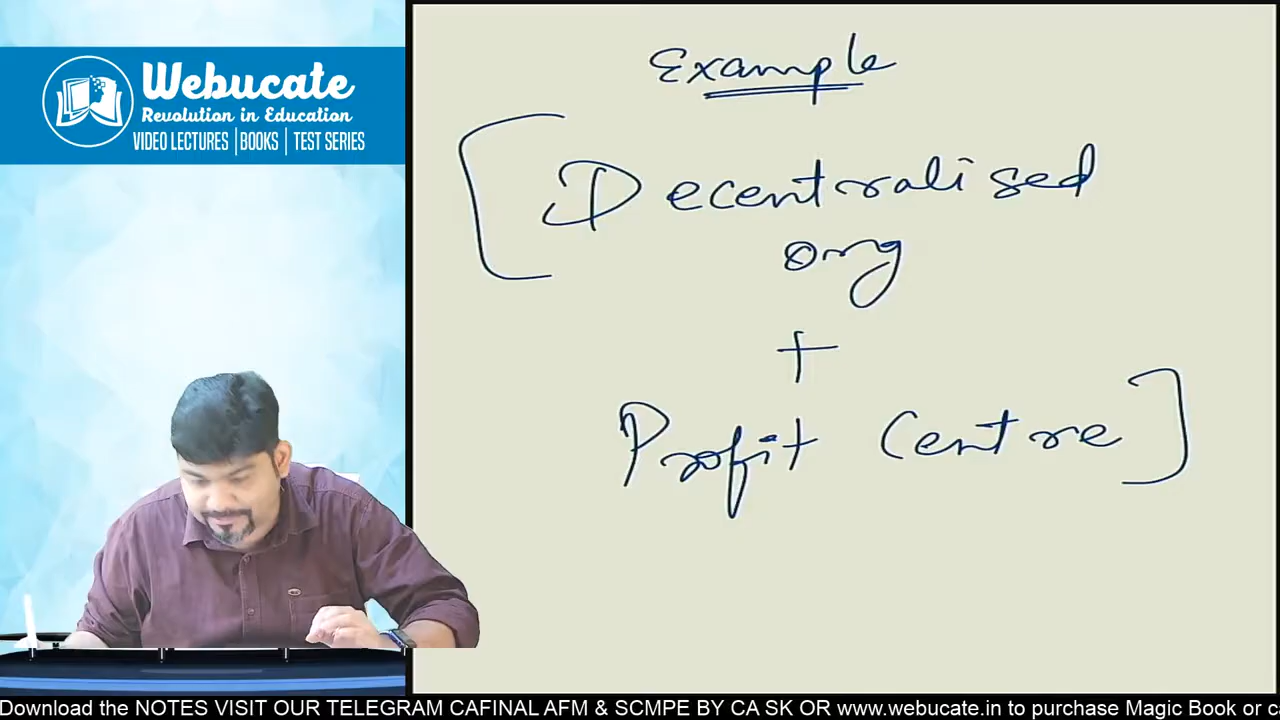 Webucate
Revolution in Education
VIDEO LECTURES | BOOKS | TEST SERIES
Example
[ Decentralised
org
+
Profit Centre ]
Download the NOTES VISIT OUR TELEGRAM CAFINAL AFM & SCMPE BY CA SK OR www.webucate.in to purchase Magic Book or c